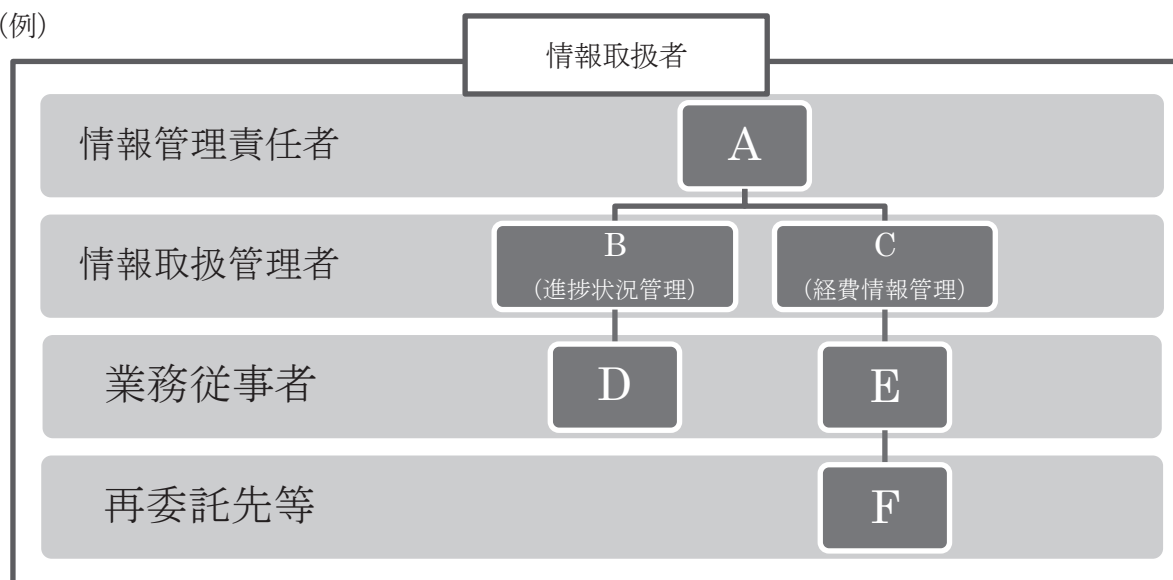 (例)
情報取扱者
情報管理責任者
A
情報取扱管理者
B
(進捗状況管理)
C
(経費情報管理)
業務従事者
D
E
再委託先等
F